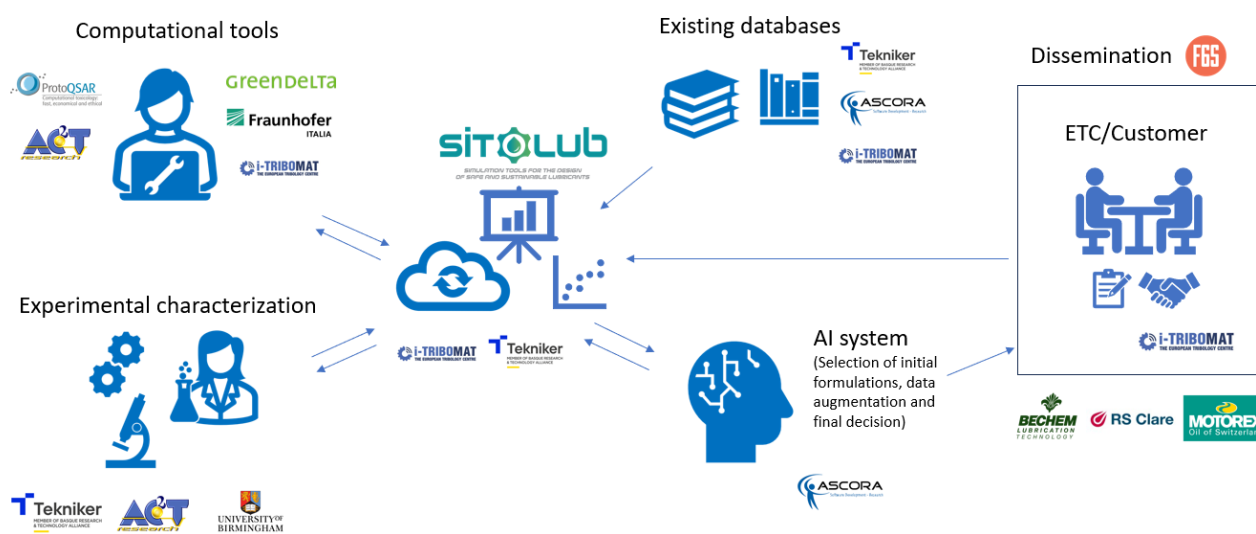 Computational tools
ProtoQSAR
Computational toxicology:
fast, economical and ethical
AC²T
research
GreenDelta
Fraunhofer
ITALIA
i-TRIBOMAT
THE EUROPEAN TRIBOLOGY CENTRE
SiTOLUB
SIMULATION TOOLS FOR THE DESIGN
OF SAFE AND SUSTAINABLE LUBRICANTS
Existing databases
Tekniker
MEMBER OF BASQUE RESEARCH
& TECHNOLOGY ALLIANCE
ASCORA
Software Development - Research
i-TRIBOMAT
THE EUROPEAN TRIBOLOGY CENTRE
Dissemination
F6S
ETC/Customer
i-TRIBOMAT
THE EUROPEAN TRIBOLOGY CENTRE
BECHEM
LUBRICATION
TECHNOLOGY
RS Clare
MOTOREX
Oil of Switzerland
Experimental characterization
Tekniker
MEMBER OF BASQUE RESEARCH
& TECHNOLOGY ALLIANCE
AC²T
research
UNIVERSITY OF
BIRMINGHAM
i-TRIBOMAT
THE EUROPEAN TRIBOLOGY CENTRE
Tekniker
MEMBER OF BASQUE RESEARCH
& TECHNOLOGY ALLIANCE
AI system
(Selection of initial
formulations, data
augmentation and
final decision)
ASCORA
Software Development - Research